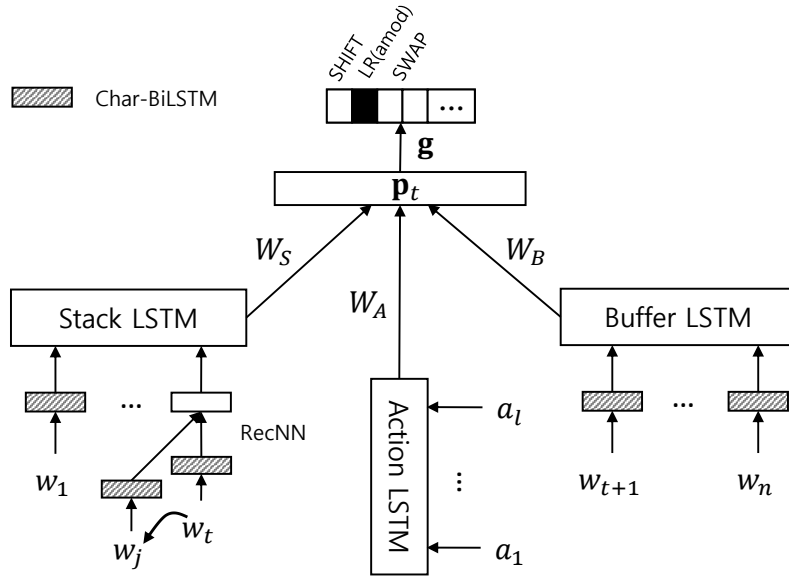 SHIFT
LR(amod)
SWAP
...
Char-BiLSTM
g
p_t
W_S
W_A
W_B
Stack LSTM
Buffer LSTM
Action LSTM
...
RecNN
a_l
...
a_1
...
w_1
w_j
w_t
w_{t+1}
w_n